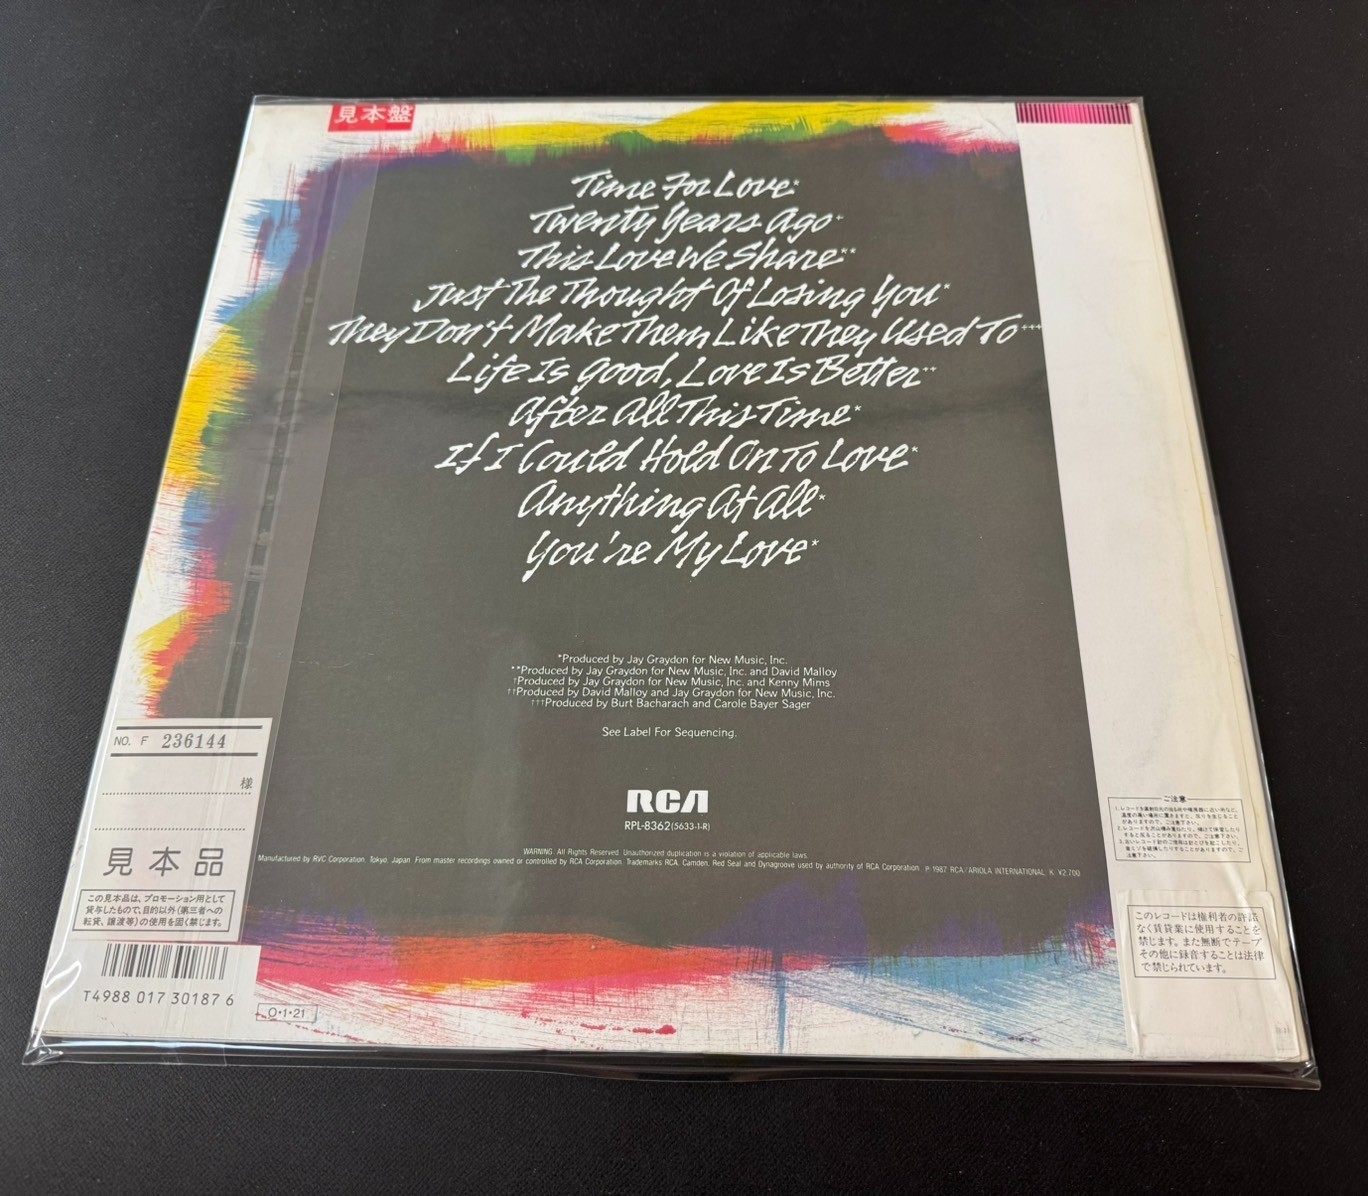 見本盤
Time For Love*
Twenty Years Ago+
This Love We Share**
Just The Thought Of Losing You*
They Don't Make Them Like They Used To+++
Life Is Good, Love Is Better++
After All This Time*
If I Could Hold On To Love*
Anything At All*
You're My Love*
*Produced by Jay Graydon for New Music, Inc.
**Produced by Jay Graydon for New Music, Inc. and David Malloy
†Produced by Jay Graydon for New Music, Inc. and Kenny Mims
††Produced by David Malloy and Jay Graydon for New Music, Inc.
†††Produced by Burt Bacharach and Carole Bayer Sager
See Label For Sequencing.
RCA
RPL-8362(5633-1-R)
WARNING: All Rights Reserved. Unauthorized duplication is a violation of applicable laws.
Manufactured by RVC Corporation, Tokyo, Japan. From master recordings owned or controlled by RCA Corporation. Trademarks RCA, Camden, Red Seal and Dynagroove used by authority of RCA Corporation. ℗ 1987 RCA/ARIOLA INTERNATIONAL K ¥2,700
NO. F 236144
様
見本品
この見本品は、プロモーション用として
貸与したもので、目的以外(第三者への
転貸、譲渡等)の使用を固く禁じます。
T4988 017 30187 6
O・1・21
ご注意
このレコードは権利者の許諾
なく賃貸業に使用することを
禁じます。また無断でテープ
その他に録音することは法律
で禁じられています。